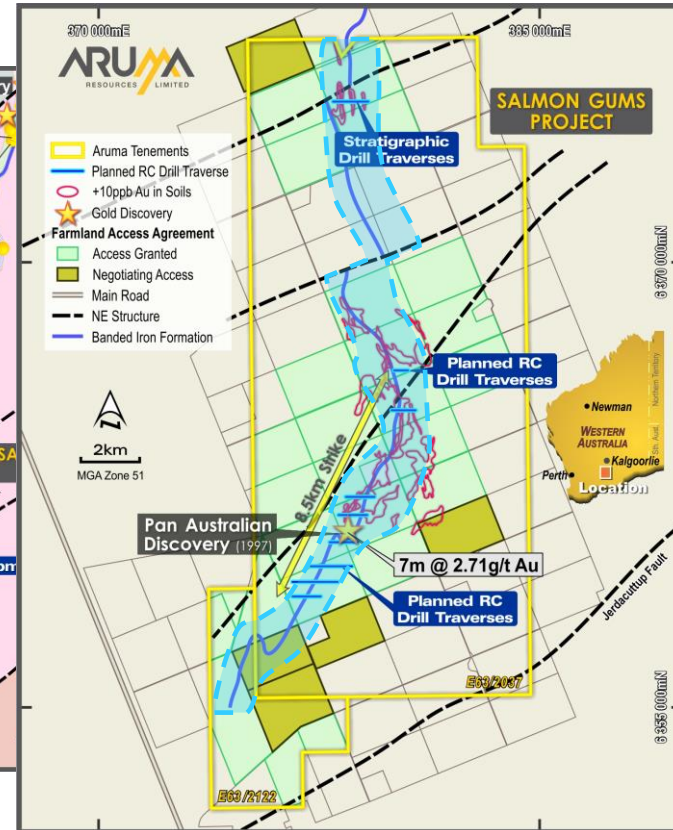 370 000mE
385 000mE
ARUMA
RESOURCES LIMITED
SALMON GUMS
PROJECT
Aruma Tenements
Planned RC Drill Traverse
+10ppb Au in Soils
Gold Discovery
Farmland Access Agreement
Access Granted
Negotiating Access
Main Road
NE Structure
Banded Iron Formation
Stratigraphic
Drill Traverses
6 370 000mN
Planned RC
Drill Traverses
2km
MGA Zone 51
8.5km Strike
Northern Territory
Sth. Aust.
Newman
WESTERN
AUSTRALIA
Kalgoorlie
Perth
Location
Pan Australian
Discovery (1997)
7m @ 2.71g/t Au
Planned RC
Drill Traverses
Jerdacuttup Fault
E63/2037
6 355 000mN
E63/2122